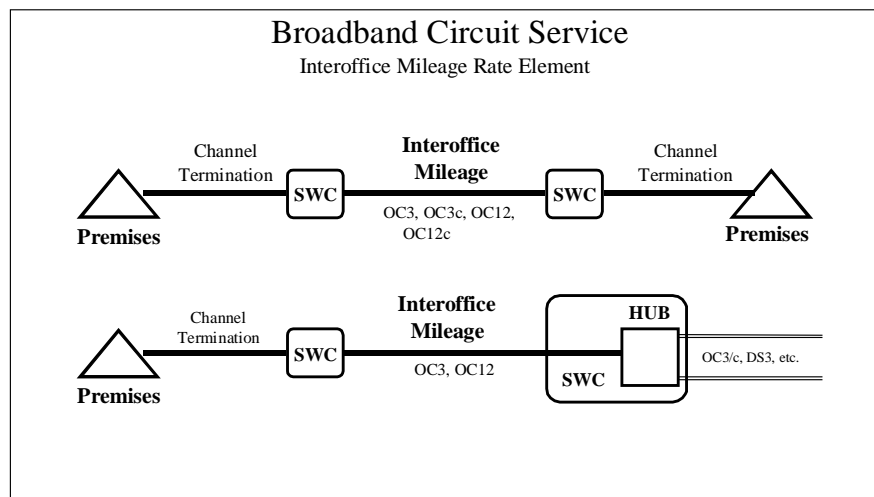 Broadband Circuit Service
Interoffice Mileage Rate Element
Channel
Termination
Interoffice
Mileage
Channel
Termination
SWC
SWC
OC3, OC3c, OC12,
OC12c
Premises
Premises
Interoffice
Mileage
HUB
Channel
Termination
SWC
OC3/c, DS3, etc.
OC3, OC12
SWC
Premises